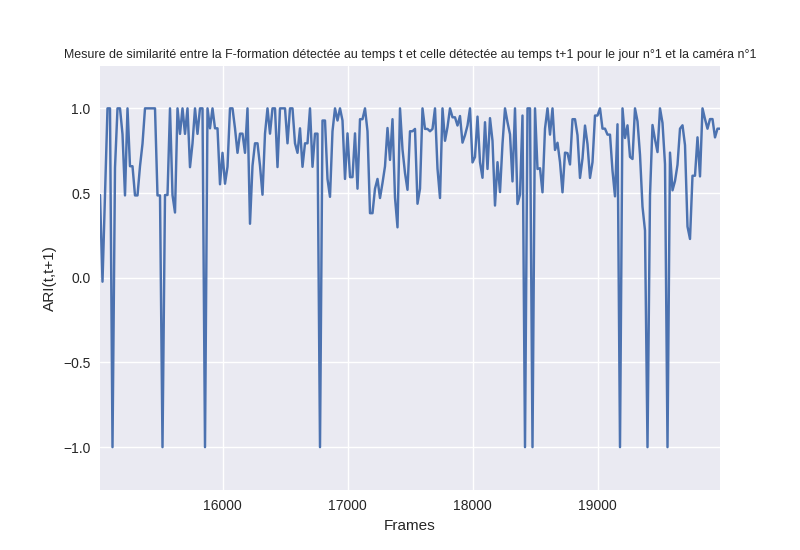 Mesure de similarité entre la F-formation détectée au temps t et celle détectée au temps t+1 pour le jour n°1 et la caméra n°1
1.0
0.5
0.0
−0.5
−1.0
ARI(t,t+1)
16000 17000 18000 19000
Frames